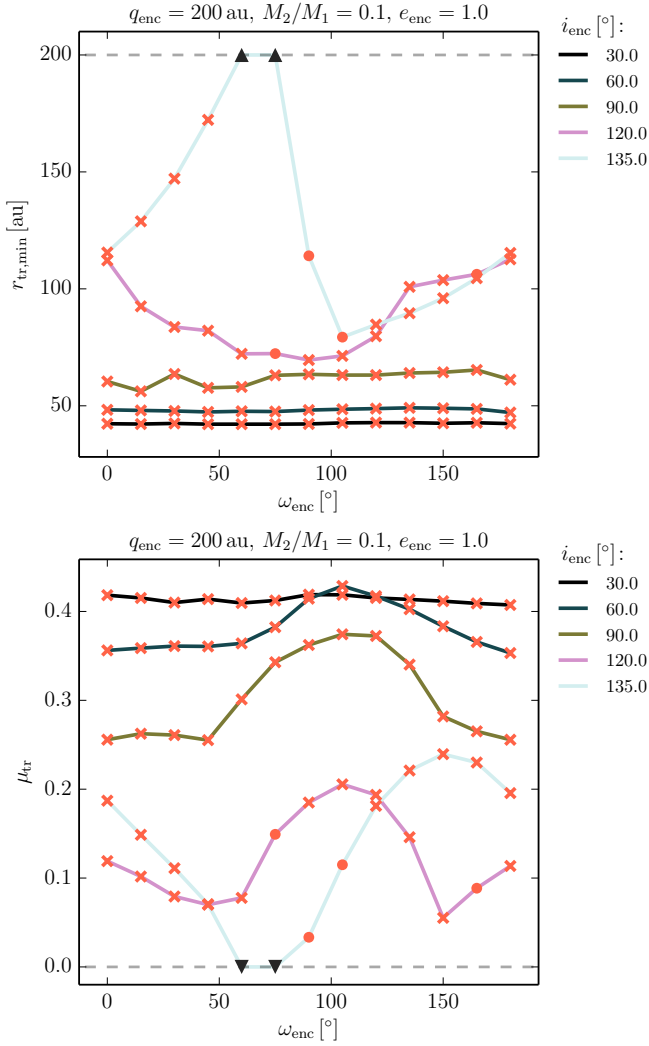 q_enc = 200 au, M_2/M_1 = 0.1, e_enc = 1.0
i_enc [°]:
200
30.0
60.0
90.0
120.0
135.0
150
r_tr,min [au]
100
50
0 50 100 150
ω_enc [°]
q_enc = 200 au, M_2/M_1 = 0.1, e_enc = 1.0
i_enc [°]:
30.0
0.4
60.0
90.0
120.0
135.0
0.3
μ_tr
0.2
0.1
0.0
0 50 100 150
ω_enc [°]